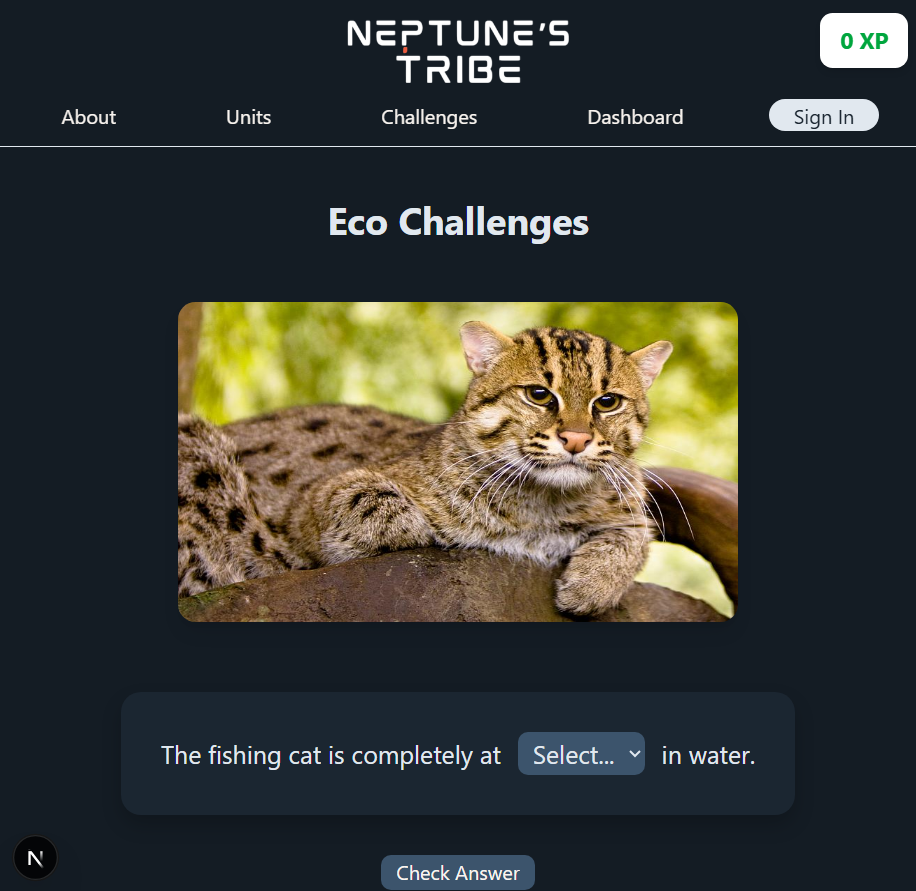 NEPTUNE'S
TRIBE
0 XP
About Units Challenges Dashboard Sign In
Eco Challenges
The fishing cat is completely at Select... in water.
N
Check Answer